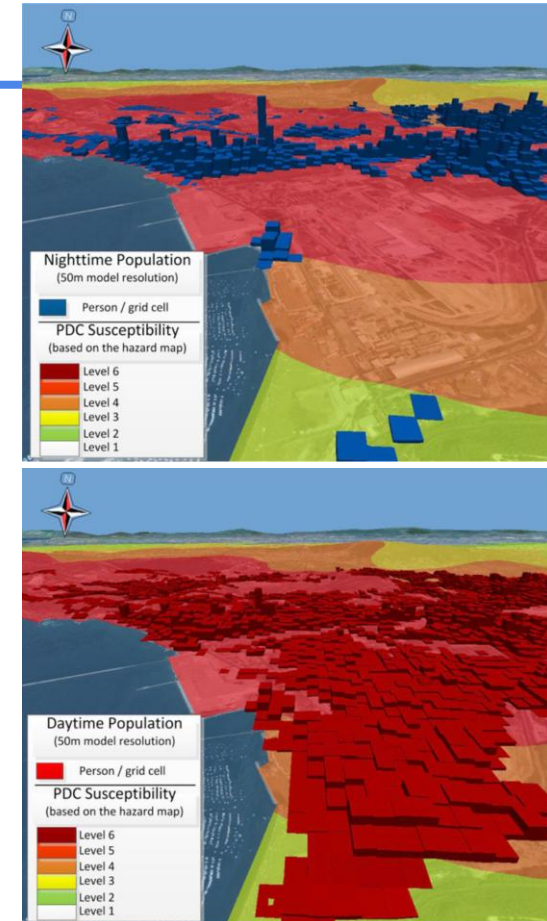 N
Nighttime Population
(50m model resolution)
Person / grid cell
PDC Susceptibility
(based on the hazard map)
Level 6
Level 5
Level 4
Level 3
Level 2
Level 1
N
Daytime Population
(50m model resolution)
Person / grid cell
PDC Susceptibility
(based on the hazard map)
Level 6
Level 5
Level 4
Level 3
Level 2
Level 1